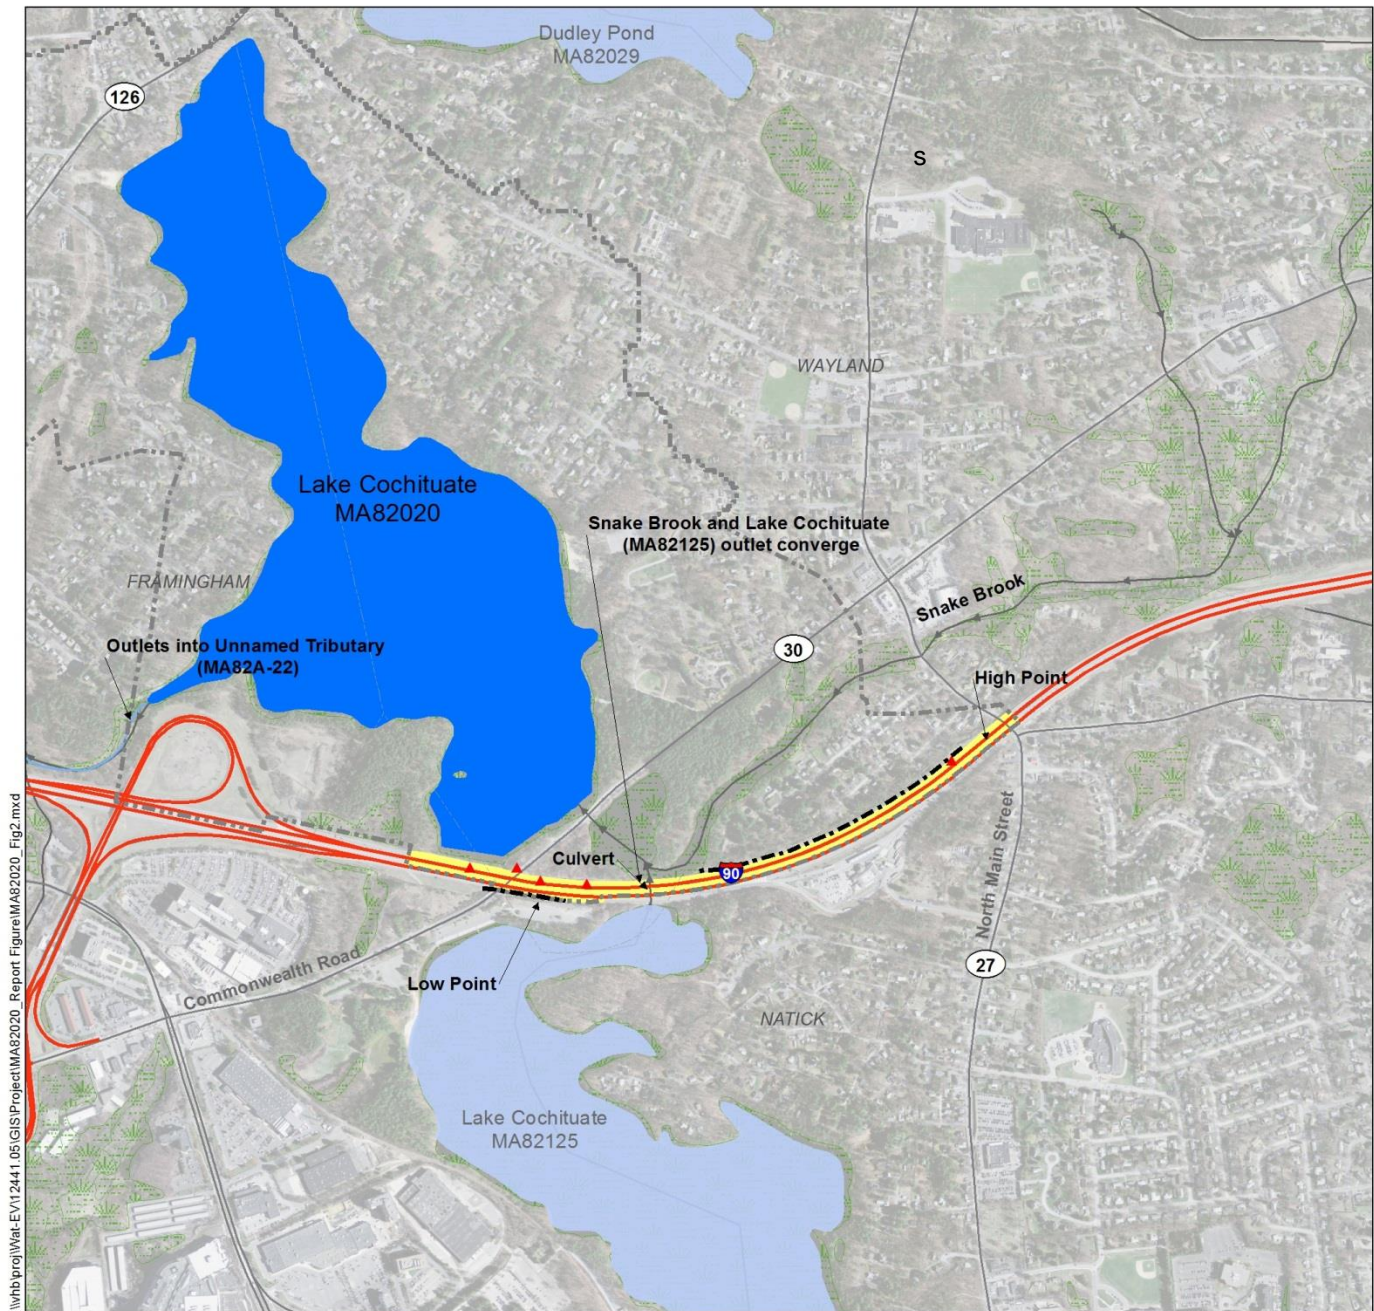 Dudley Pond
MA82029
126
S
WAYLAND
Lake Cochituate
MA82020
Snake Brook and Lake Cochituate
(MA82125) outlet converge
FRAMINGHAM
Snake Brook
Outlets into Unnamed Tributary
(MA82A-22)
30
High Point
Culvert
90
North Main Street
Commonwealth Road
Low Point
27
NATICK
Lake Cochituate
MA82125
\\vhb\proj\Wat-EV\12441.05\GIS\Project\MA82020_Report Figure\MA82020_Fig2.mxd